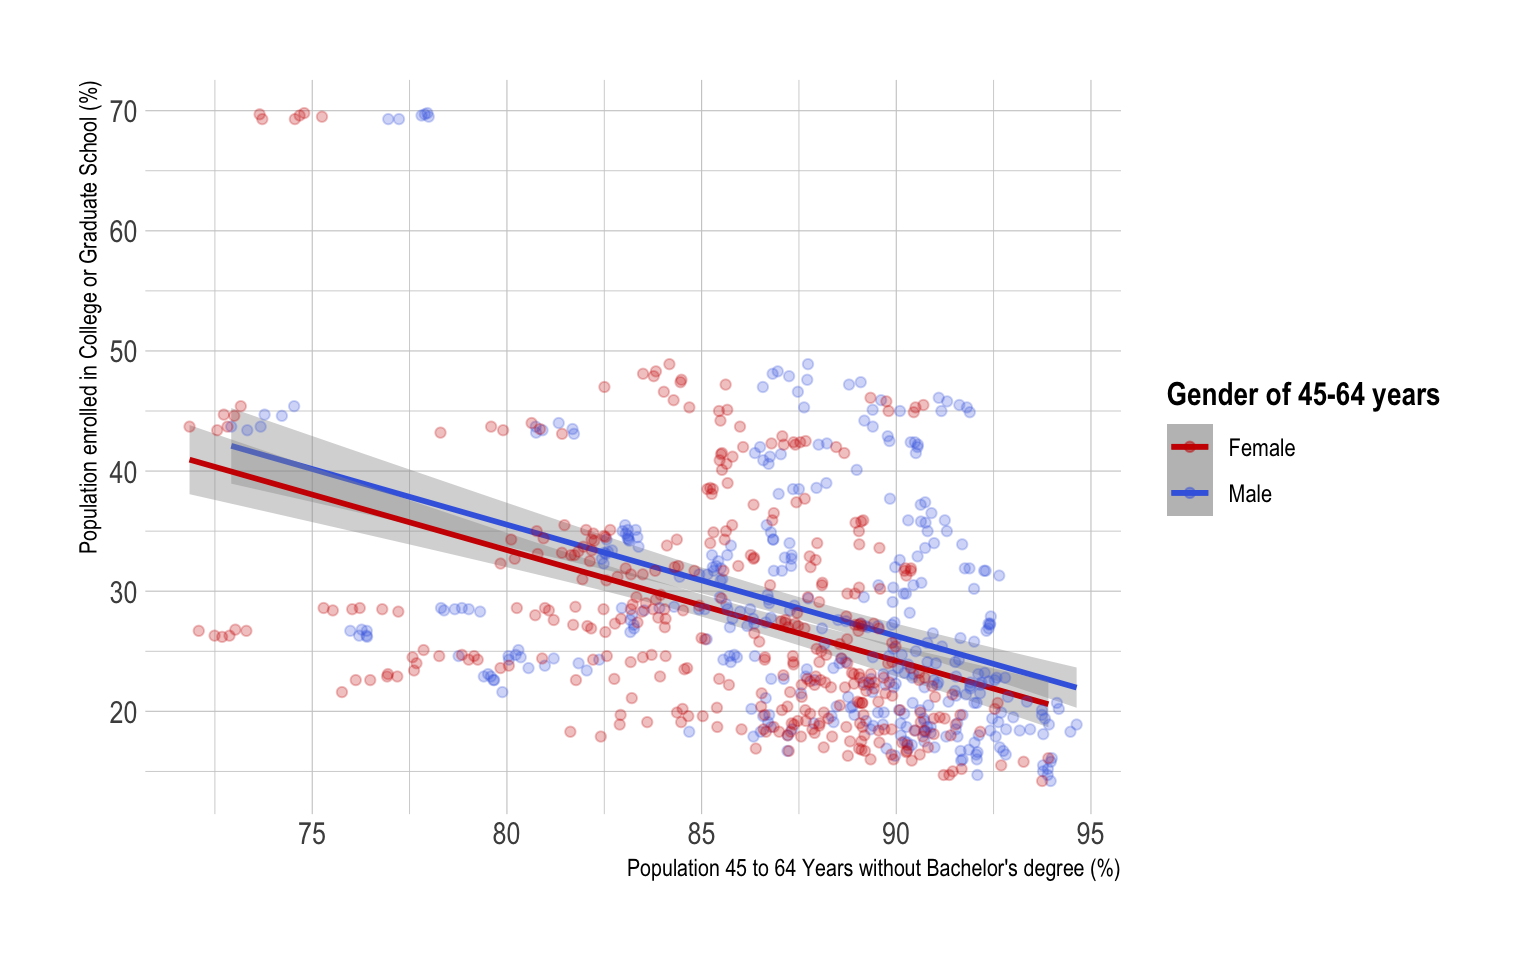 Population enrolled in College or Graduate School (%)
70
60
50
40
30
20
75 80 85 90 95
Population 45 to 64 Years without Bachelor's degree (%)
Gender of 45-64 years
Female
Male